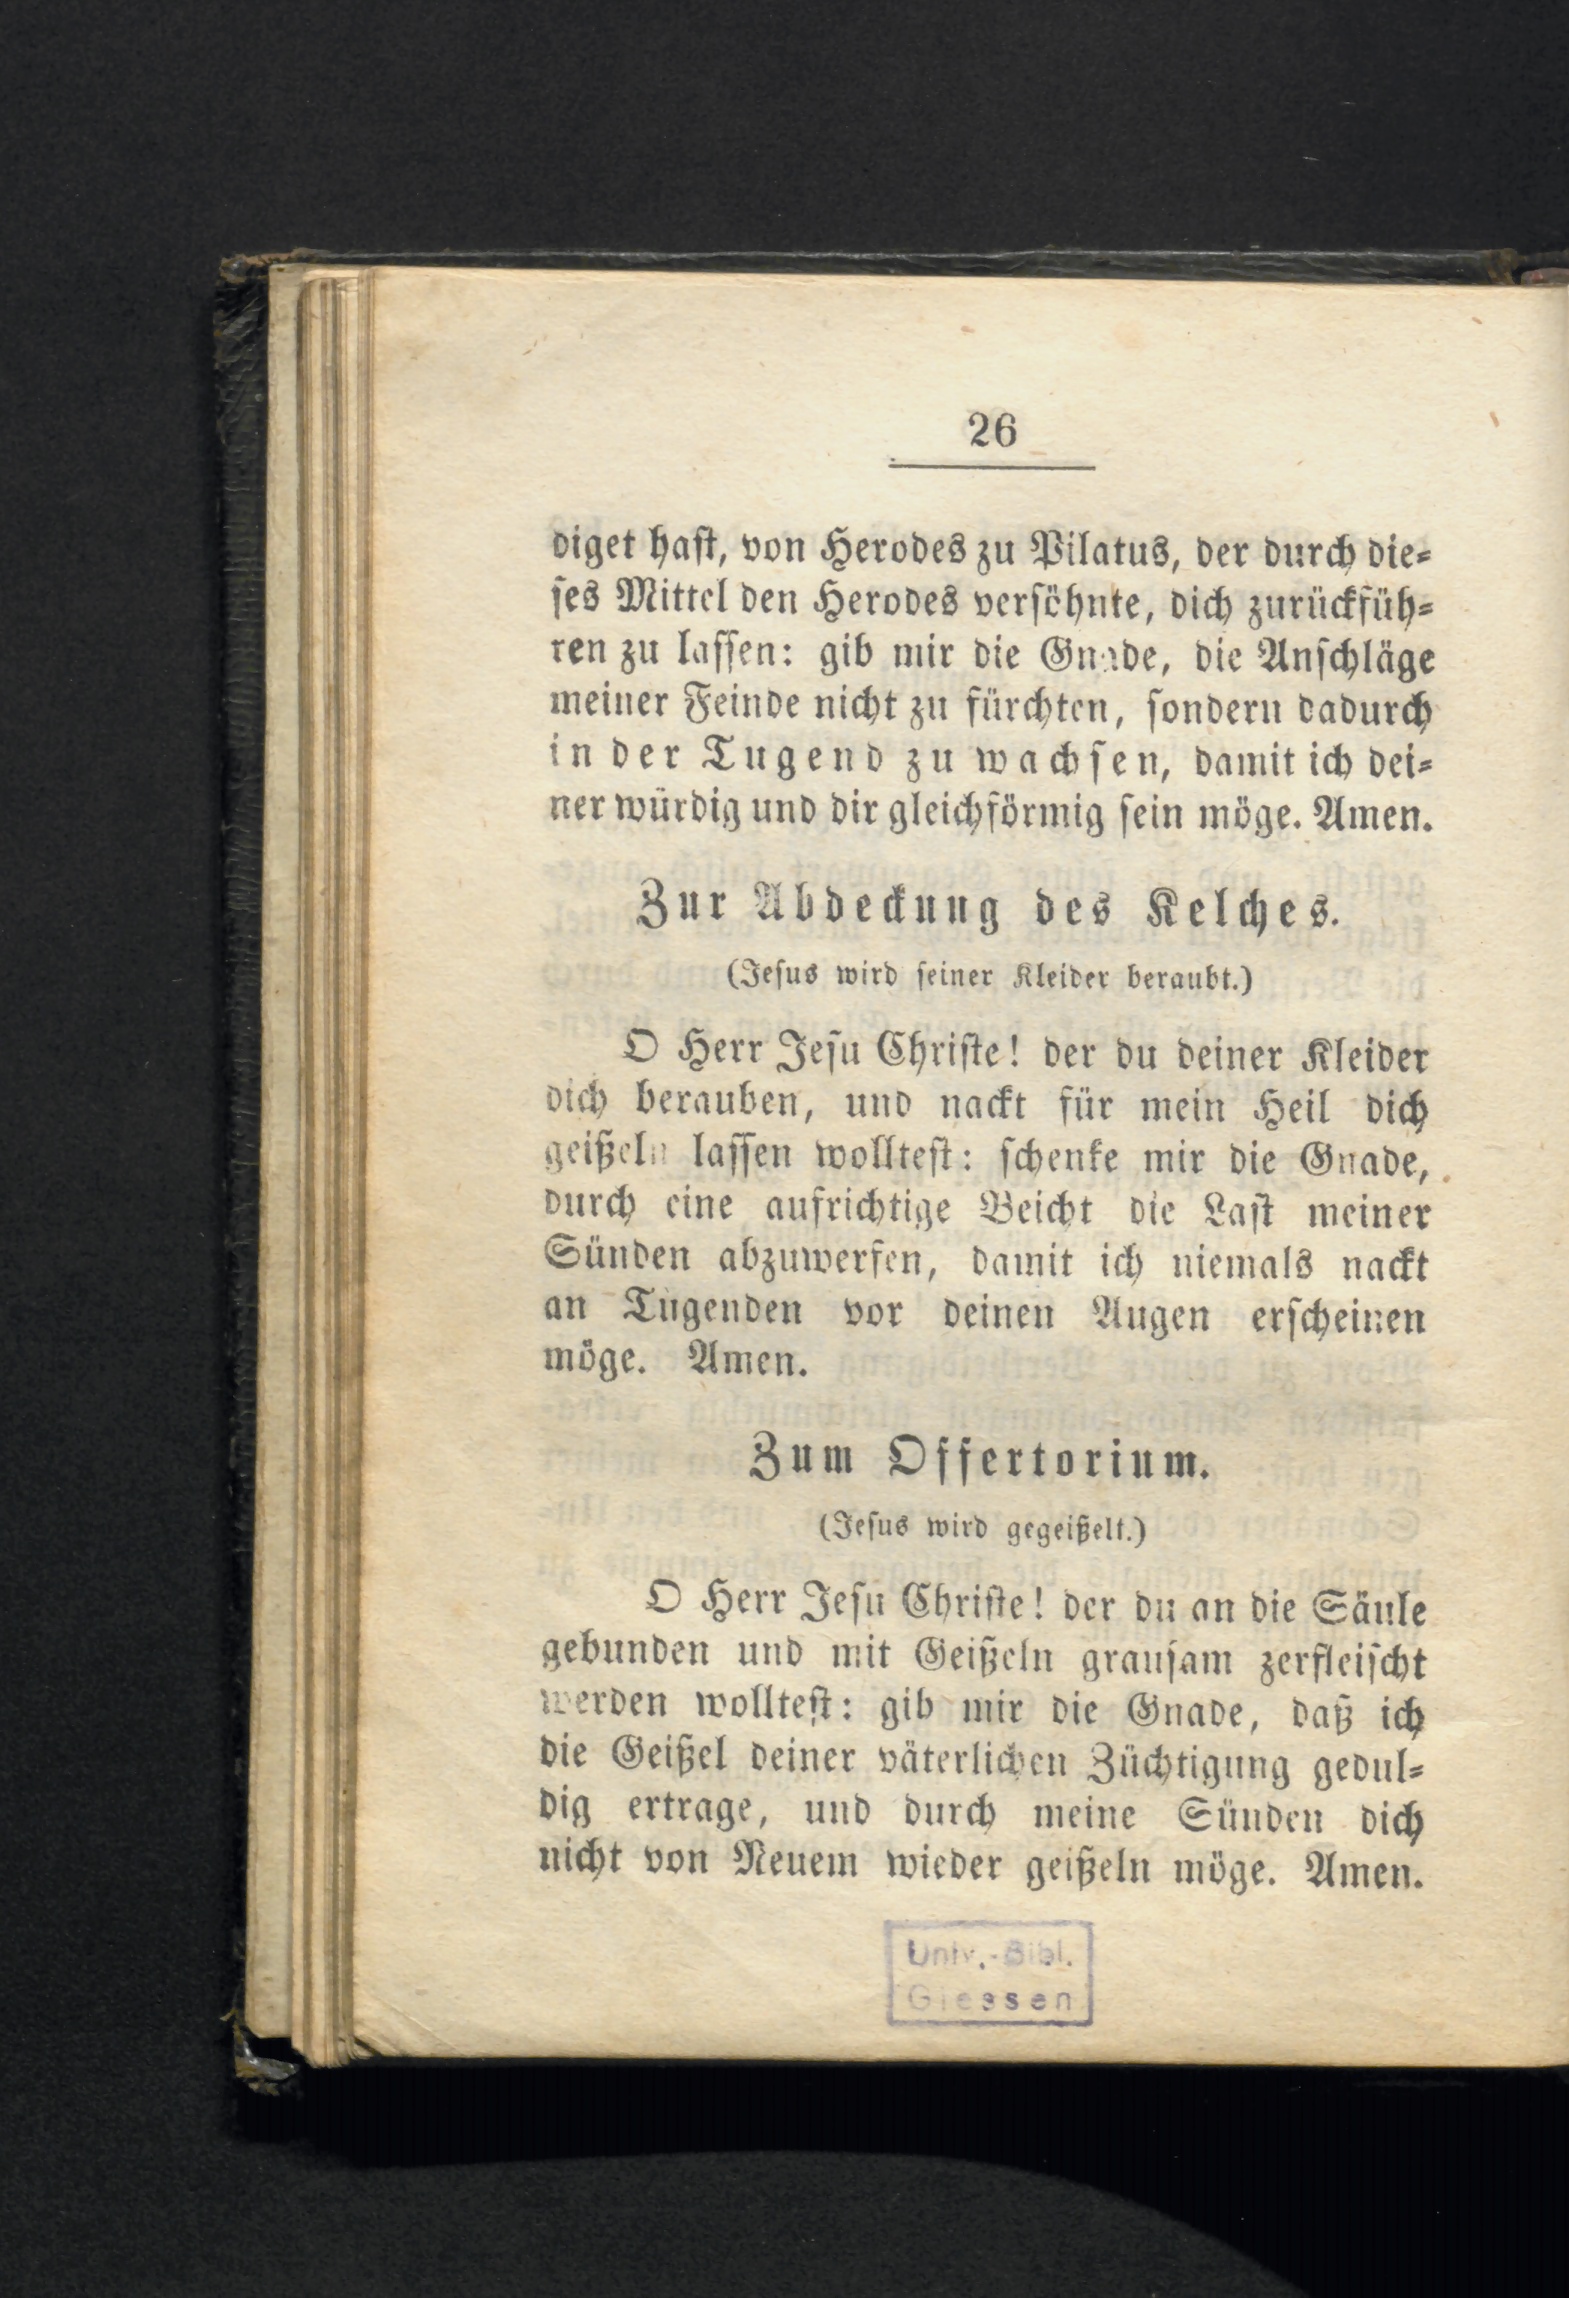 26
diget haſt, von Herodes zu Pilatus, der durch die⸗
ſes Mittel den Herodes verſöhnte, dich zurückfüh⸗
ren zu laſſen: gib mir die Gnade, die Anſchläge
meiner Feinde nicht zu fürchten, ſondern dadurch
in der Tugend zu wachſen, damit ich dei⸗
ner würdig und dir gleichförmig ſein möge. Amen.
Zur Abdeckung des Kelches.
(Jeſus wird ſeiner Kleider beraubt.)
O Herr Jeſu Chriſte! der du deiner Kleider
dich berauben, und nackt für mein Heil dich
geißeln laſſen wollteſt: ſchenke mir die Gnade,
durch eine aufrichtige Beicht die Laſt meiner
Sünden abzuwerfen, damit ich niemals nackt
an Tugenden vor deinen Augen erſcheinen
möge. Amen.
Zum Offertorium.
(Jeſus wird gegeißelt.)
O Herr Jeſu Chriſte! der du an die Säule
gebunden und mit Geißeln grauſam zerfleiſcht
werden wollteſt: gib mir die Gnade, daß ich
die Geißel deiner väterlichen Züchtigung gedul⸗
dig ertrage, und durch meine Sünden dich
nicht von Neuem wieder geißeln möge. Amen.
Univ.-Bibl.
Giessen